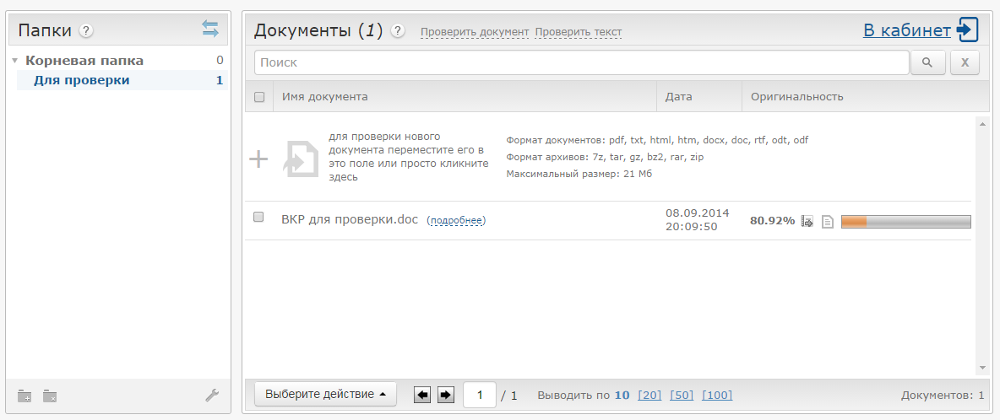 Папки ?
Корневая папка 0
Для проверки 1
Документы (1) ? Проверить документ Проверить текст В кабинет
Поиск X
Имя документа Дата Оригинальность
для проверки нового
документа переместите его в
это поле или просто кликните
здесь
Формат документов: pdf, txt, html, htm, docx, doc, rtf, odt, odf
Формат архивов: 7z, tar, gz, bz2, rar, zip
Максимальный размер: 21 Мб
ВКР для проверки.doc (подробнее)
08.09.2014
20:09:50
80.92%
Выберите действие 1 / 1 Выводить по 10 [20] [50] [100] Документов: 1